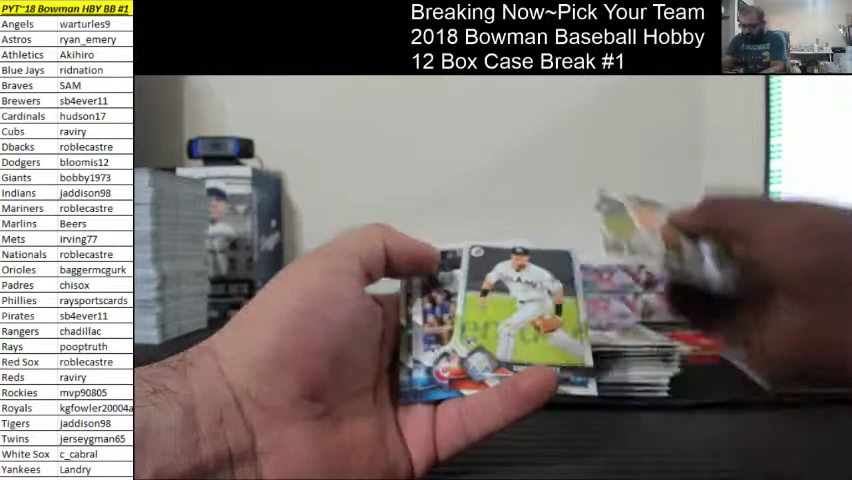 PYT~18 Bowman HBY BB #1
Angels warturles9
Astros ryan_emery
Athletics Akihiro
Blue Jays ridnation
Braves SAM
Brewers sb4ever11
Cardinals hudson17
Cubs raviry
Dbacks roblecastre
Dodgers bloomis12
Giants bobby1973
Indians jaddison98
Mariners roblecastre
Marlins Beers
Mets irving77
Nationals roblecastre
Orioles baggermcgurk
Padres chisox
Phillies raysportscards
Pirates sb4ever11
Rangers chadillac
Rays pooptruth
Red Sox roblecastre
Reds raviry
Rockies mvp90805
Royals kgfowler20004a
Tigers jaddison98
Twins jerseygman65
White Sox c_cabral
Yankees Landry
Breaking Now~Pick Your Team
2018 Bowman Baseball Hobby
12 Box Case Break #1